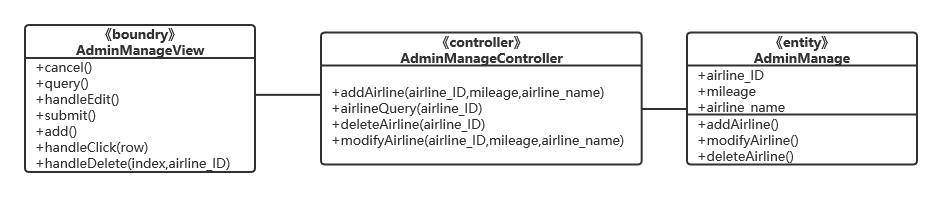 《boundry》
AdminManageView
+cancel()
+query()
+handleEdit()
+submit()
+add()
+handleClick(row)
+handleDelete(index,airline_ID)
《controller》
AdminManageController
+addAirline(airline_ID,mileage,airline_name)
+airlineQuery(airline_ID)
+deleteAirline(airline_ID)
+modifyAirline(airline_ID,mileage,airline_name)
《entity》
AdminManage
+airline_ID
+mileage
+airline_name
+addAirline()
+modifyAirline()
+deleteAirline()